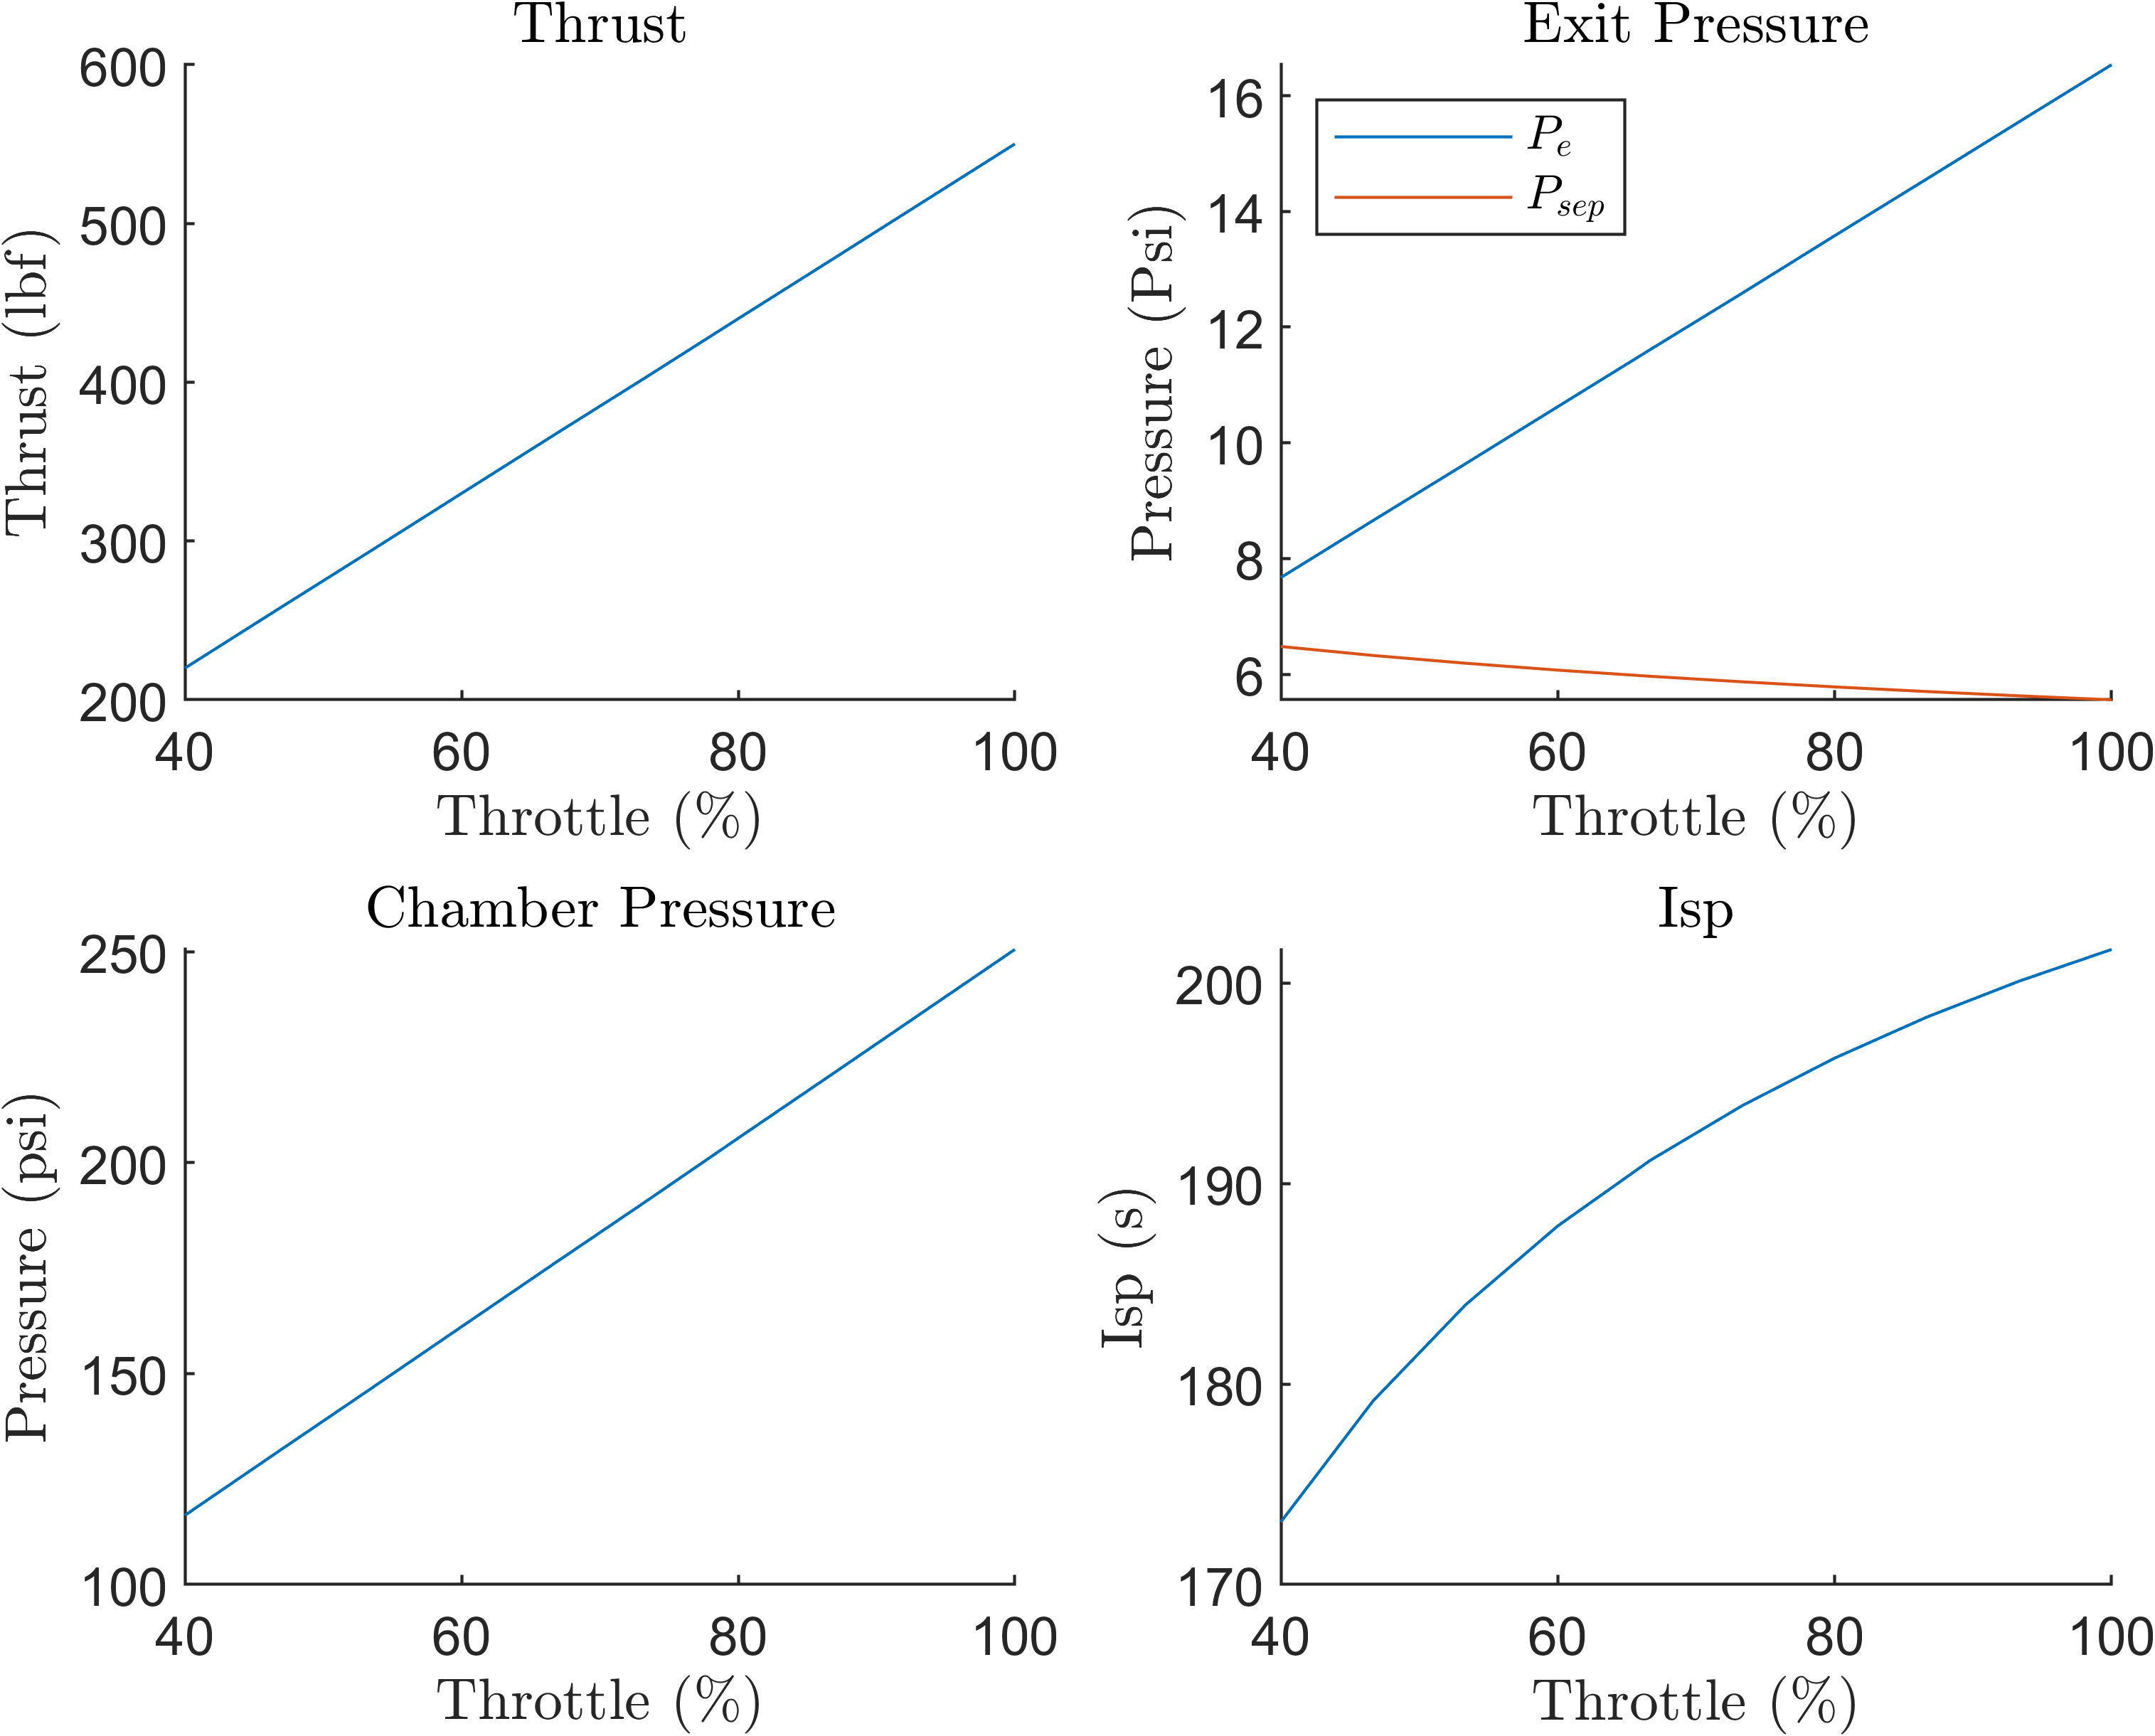 Thrust
600
500
400
300
200
Thrust (lbf)
40 60 80 100
Throttle (%)
Exit Pressure
16
14
12
10
8
6
Pressure (Psi)
P_e
P_sep
40 60 80 100
Throttle (%)
Chamber Pressure
250
200
150
100
Pressure (psi)
40 60 80 100
Throttle (%)
Isp
200
190
180
170
Isp (s)
40 60 80 100
Throttle (%)